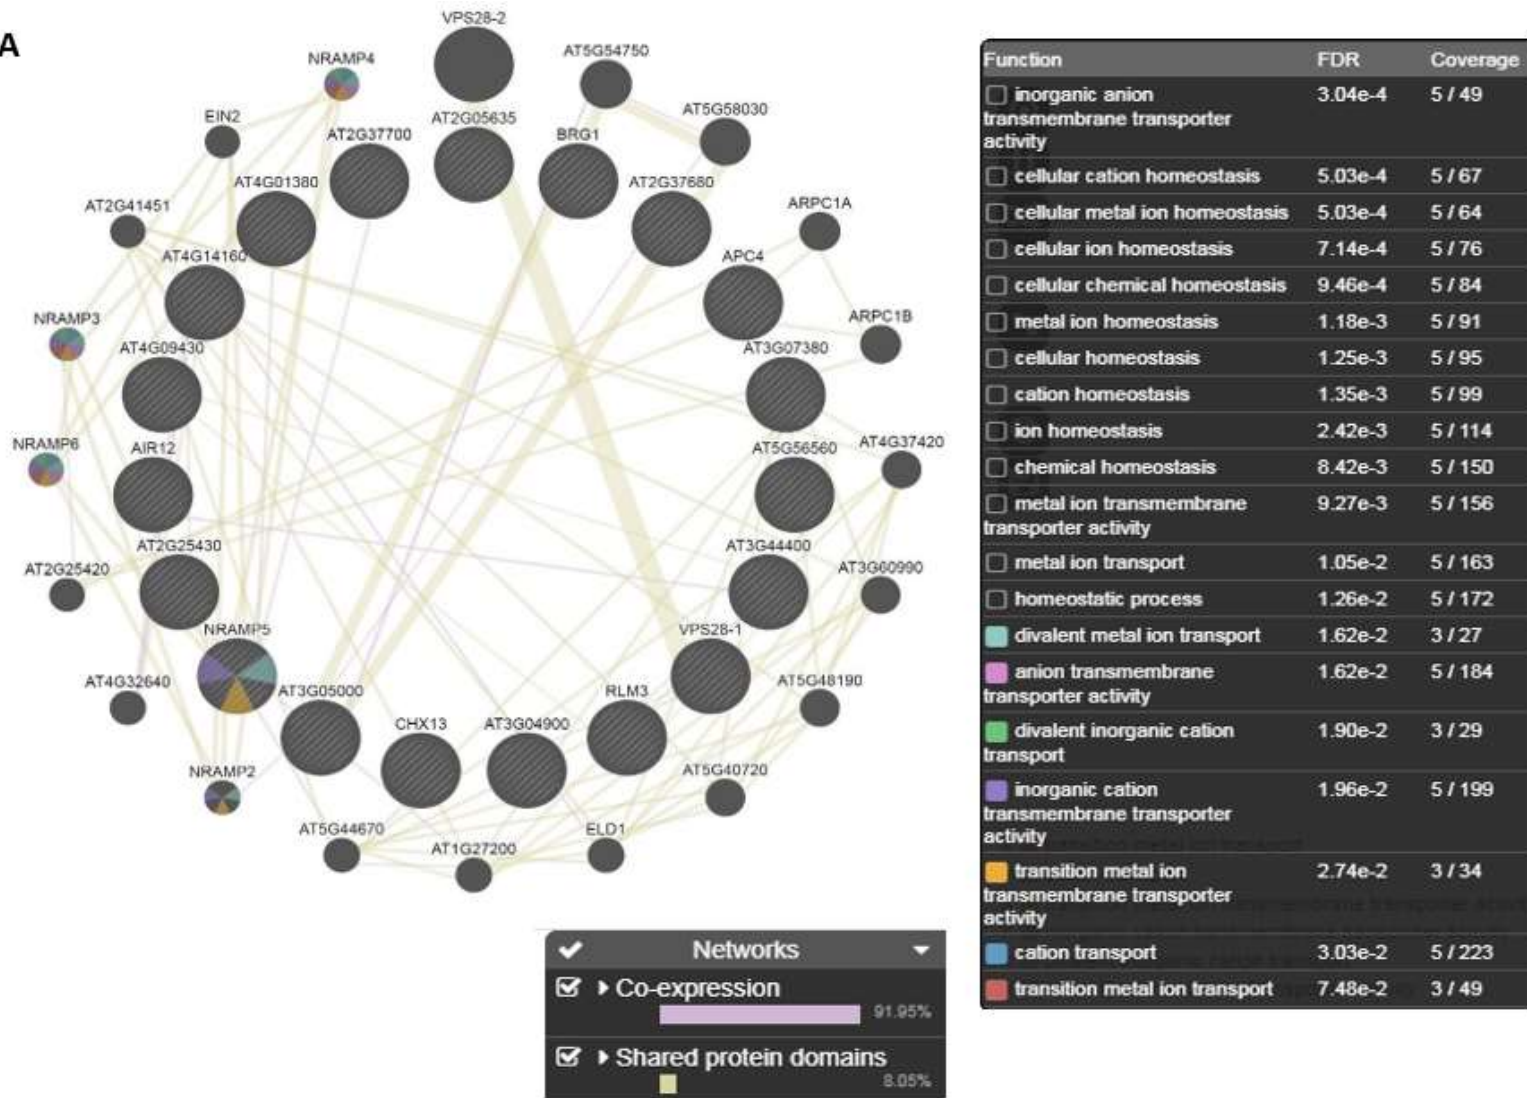 A
VPS28-2
NRAMP4
AT5G54750
EIN2
AT2G37700
AT2G05635
BRG1
AT5G58030
AT2G41451
AT4G01380
AT2G37680
ARPC1A
AT4G14160
APC4
NRAMP3
AT4G09430
AT3G07380
ARPC1B
NRAMP6
AIR12
AT5G56560
AT4G37420
AT2G25420
AT2G25430
AT3G44400
AT3G60990
NRAMP5
VPS28-1
AT4G32640
AT3G05000
CHX13
AT3G04900
RLM3
AT5G48190
NRAMP2
AT5G40720
AT5G44670
AT1G27200
ELD1
Function FDR Coverage
inorganic anion 3.04e-4 5 / 49
transmembrane transporter
activity
cellular cation homeostasis 5.03e-4 5 / 67
cellular metal ion homeostasis 5.03e-4 5 / 64
cellular ion homeostasis 7.14e-4 5 / 76
cellular chemical homeostasis 9.46e-4 5 / 84
metal ion homeostasis 1.18e-3 5 / 91
cellular homeostasis 1.25e-3 5 / 95
cation homeostasis 1.35e-3 5 / 99
ion homeostasis 2.42e-3 5 / 114
chemical homeostasis 8.42e-3 5 / 150
metal ion transmembrane 9.27e-3 5 / 156
transporter activity
metal ion transport 1.05e-2 5 / 163
homeostatic process 1.26e-2 5 / 172
divalent metal ion transport 1.62e-2 3 / 27
anion transmembrane 1.62e-2 5 / 184
transporter activity
divalent inorganic cation 1.90e-2 3 / 29
transport
inorganic cation 1.96e-2 5 / 199
transmembrane transporter
activity
transition metal ion 2.74e-2 3 / 34
transmembrane transporter
activity
cation transport 3.03e-2 5 / 223
transition metal ion transport 7.48e-2 3 / 49
Networks
Co-expression
91.95%
Shared protein domains
8.05%